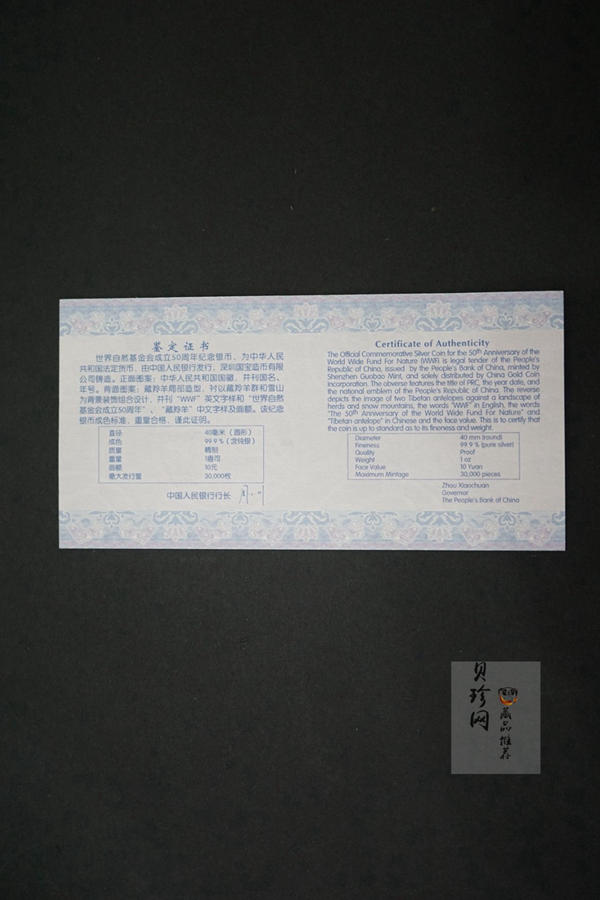 鉴定证书
世界自然基金会成立50周年纪念银币，为中华人民
共和国法定货币，由中国人民银行发行，深圳国宝造币有限
公司铸造。正面图案：中华人民共和国国徽，并刊国名、
年号。背面图案：藏羚羊局部造型，衬以藏羚羊群和雪山
为背景装饰组合设计，并刊"WWF"英文字样和"世界自然
基金会成立50周年"、"藏羚羊"中文字样及面额。该纪念
银币成色标准，重量合格，谨此证明。
直径 40毫米（圆形）
成色 99.9%（含纯银）
质量 精制
重量 1盎司
面额 10元
最大发行量 30,000枚
中国人民银行行长
Certificate of Authenticity
The Official Commemorative Silver Coin for the 50th Anniversary of the
World Wide Fund For Nature (WWF) is legal tender of the People's
Republic of China, issued by the People's Bank of China, minted by
Shenzhen Guobao Mint, and solely distributed by China Gold Coin
Incorporation. The obverse features the title of PRC, the year date, and
the national emblem of the People's Republic of China. The reverse
depicts the image of two Tibetan antelopes against a landscape of
herds and snow mountains, the words "WWF" in English, the words
"The 50th Anniversary of the World Wide Fund For Nature" and
"Tibetan antelope" in Chinese and the face value. This is to certify that
the coin is up to standard as to its fineness and weight.
Diameter 40 mm (round)
Fineness 99.9 % (pure silver)
Quality Proof
Weight 1 oz
Face Value 10 Yuan
Maximum Mintage 30,000 pieces
Zhou Xiaochuan
Governor
The People's Bank of China
贝珍网
藏品推荐